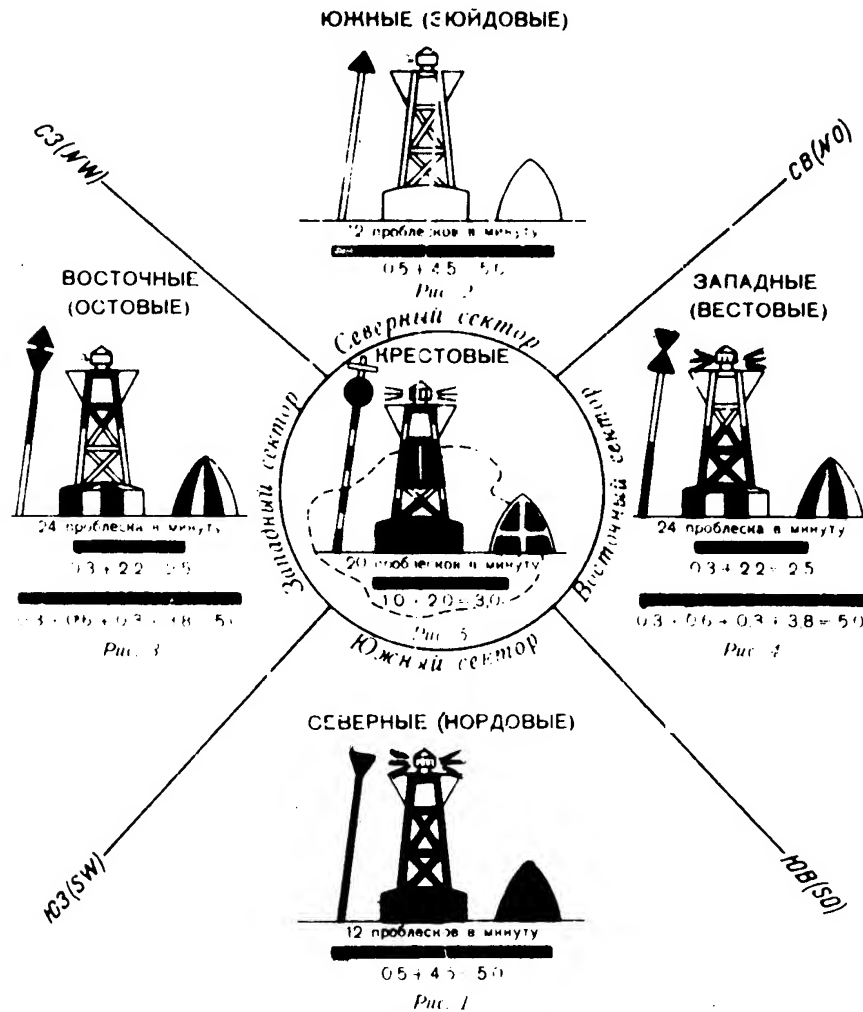 ЮЖНЫЕ (ЗЮЙДОВЫЕ)
СЗ(NW)
СВ(NO)
12 проблесков в минуту
0.5 + 4.5 = 5.0
Рис. 2
ВОСТОЧНЫЕ
(ОСТОВЫЕ)
ЗАПАДНЫЕ
(ВЕСТОВЫЕ)
Северный сектор
КРЕСТОВЫЕ
Западный сектор
Восточный сектор
24 проблеска в минуту
0.3 + 2.2 = 2.5
0.3 + 0.6 + 0.3 + 3.8 = 5.0
Рис. 3
20 проблесков в минуту
1.0 + 2.0 = 3.0
Рис. 5
24 проблеска в минуту
0.3 + 2.2 = 2.5
0.3 + 0.6 + 0.3 + 3.8 = 5.0
Рис. 4
Южный сектор
СЕВЕРНЫЕ (НОРДОВЫЕ)
ЮЗ(SW)
ЮВ(SO)
12 проблесков в минуту
0.5 + 4.5 = 5.0
Рис. 1